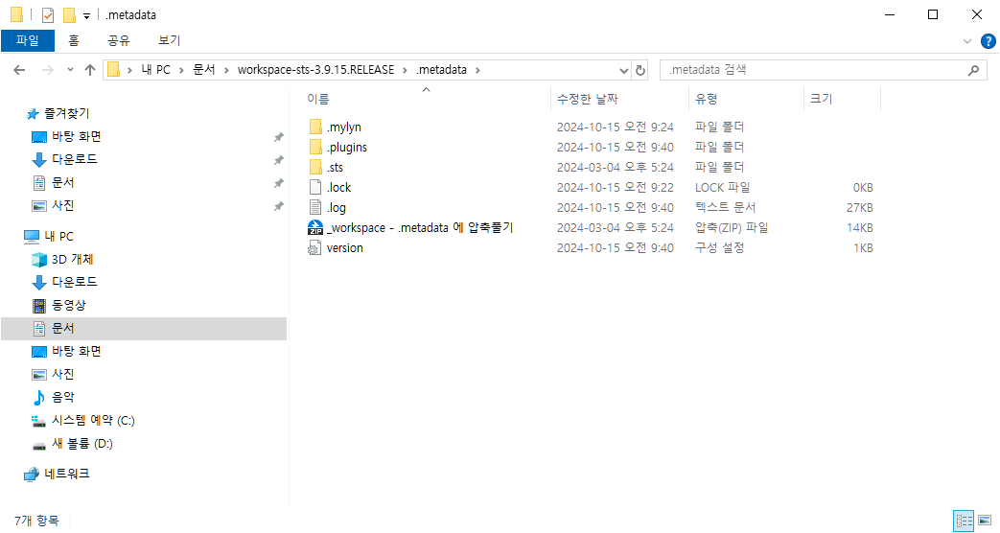 .metadata
파일 홈 공유 보기
내 PC 문서 workspace-sts-3.9.15.RELEASE .metadata .metadata 검색
이름 수정한 날짜 유형 크기
즐겨찾기
바탕 화면
다운로드
문서
사진
내 PC
3D 개체
다운로드
동영상
문서
바탕 화면
사진
음악
시스템 예약 (C:)
새 볼륨 (D:)
네트워크
.mylyn 2024-10-15 오전 9:24 파일 폴더
.plugins 2024-10-15 오전 9:40 파일 폴더
.sts 2024-03-04 오후 5:24 파일 폴더
.lock 2024-10-15 오전 9:22 LOCK 파일 0KB
.log 2024-10-15 오전 9:40 텍스트 문서 27KB
ZIP _workspace - .metadata 에 압축풀기 2024-03-04 오후 5:24 압축(ZIP) 파일 14KB
version 2024-10-15 오전 9:40 구성 설정 1KB
7개 항목